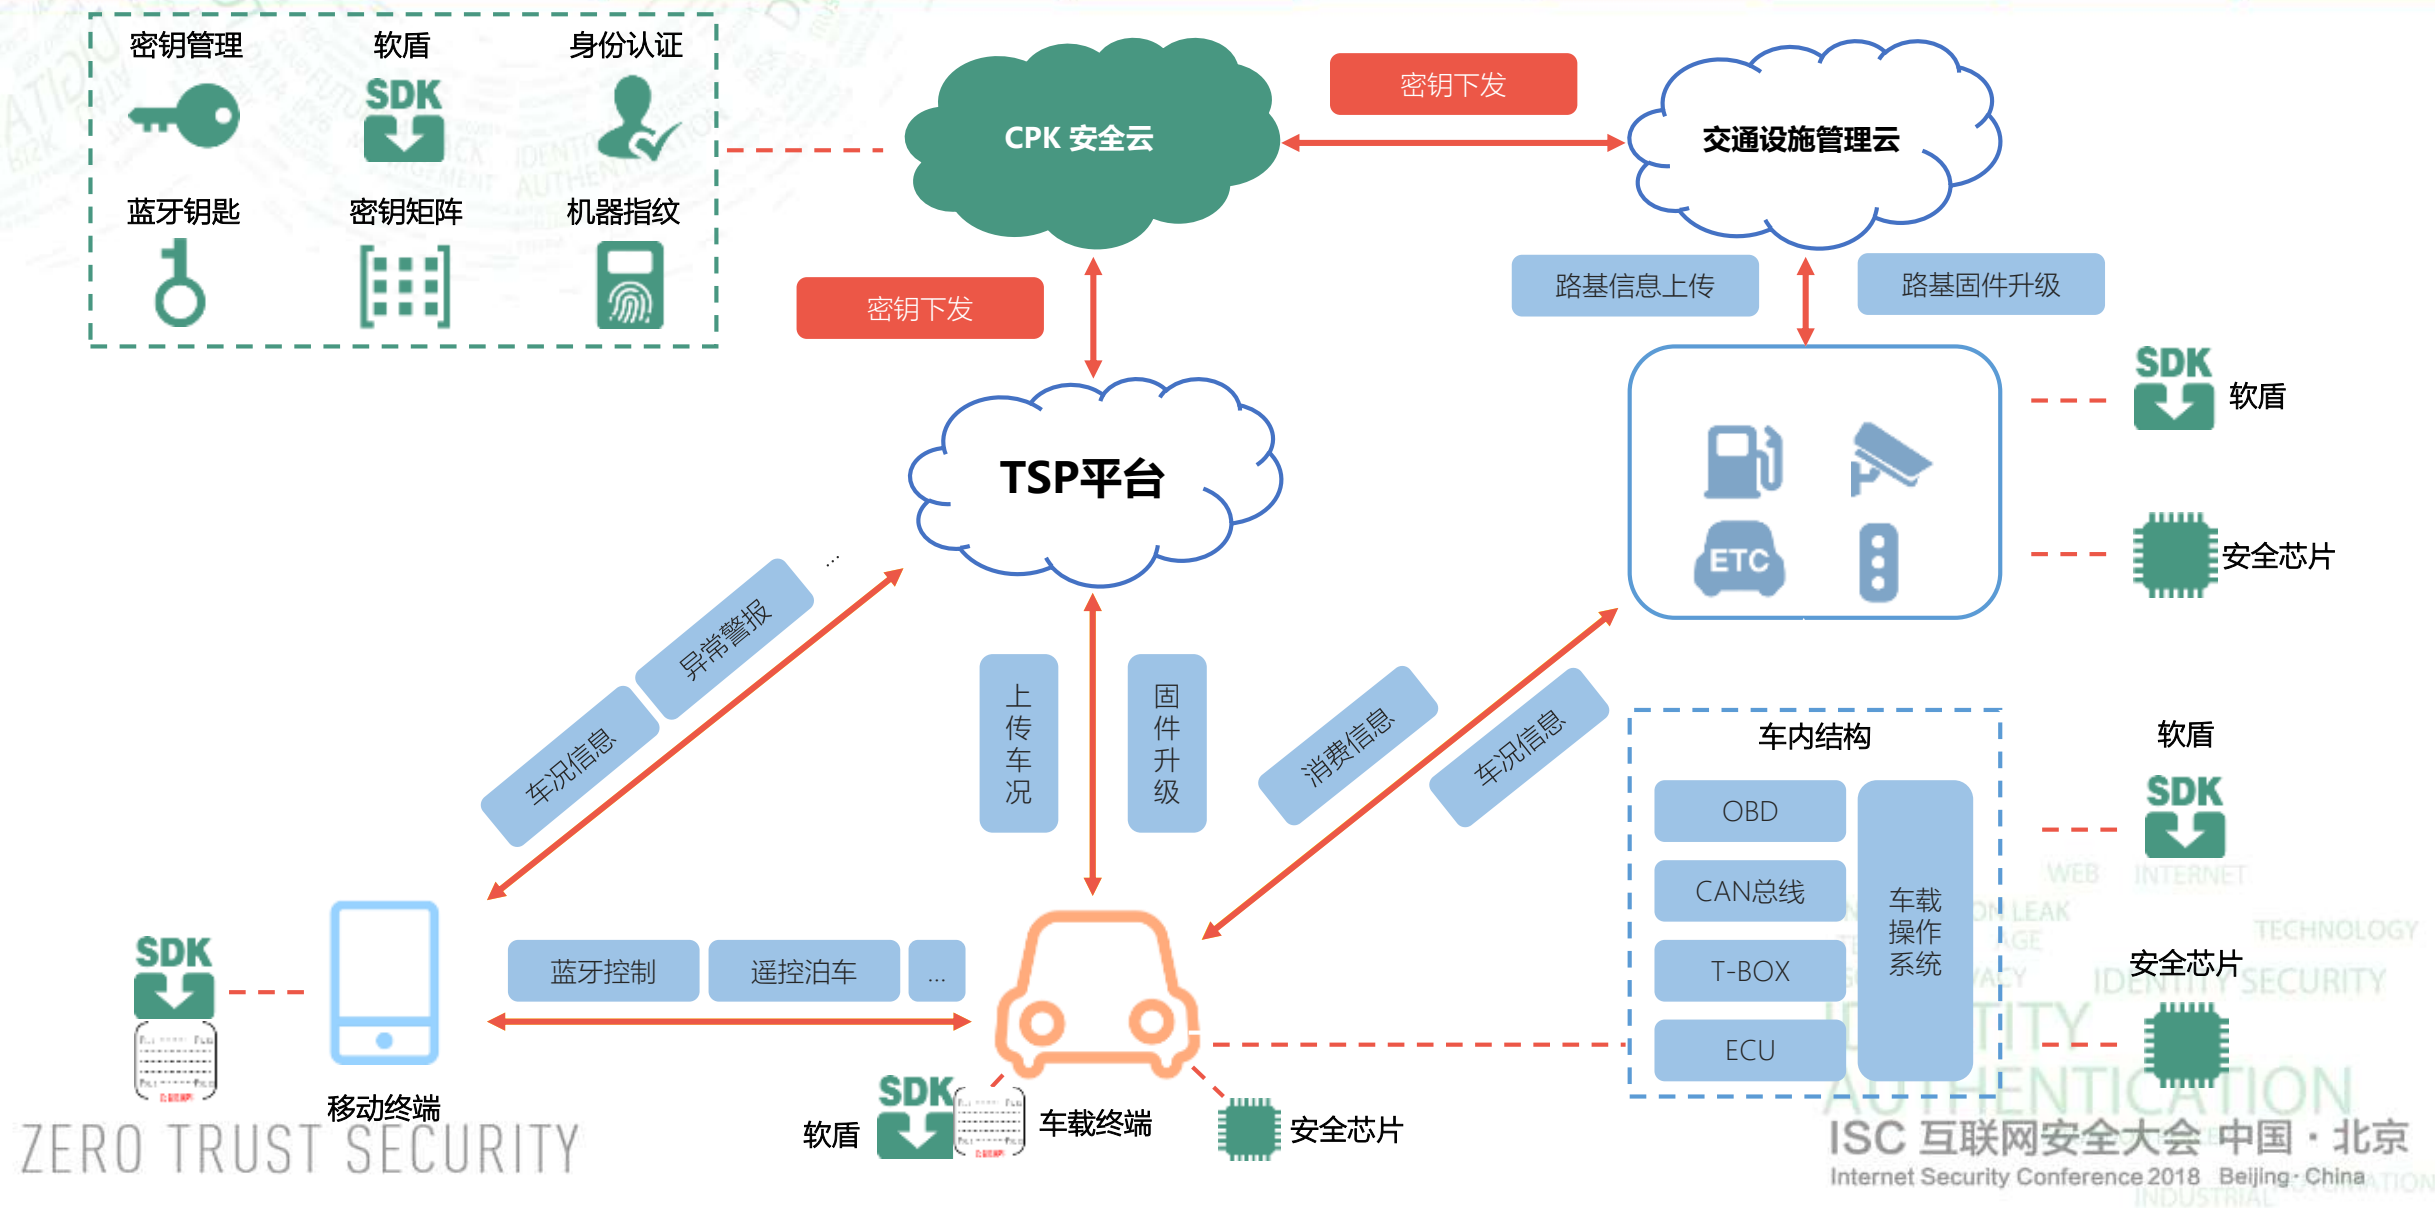 密钥管理
软盾
身份认证
SDK
蓝牙钥匙
密钥矩阵
机器指纹
CPK 安全云
密钥下发
交通设施管理云
密钥下发
路基信息上传
路基固件升级
TSP平台
ETC
SDK
软盾
安全芯片
异常警报
...
车况信息
上传车况
固件升级
消费信息
车况信息
车内结构
OBD
CAN总线
T-BOX
ECU
车载
操作
系统
软盾
SDK
安全芯片
SDK
移动终端
蓝牙控制
遥控泊车
...
软盾
SDK
车载终端
安全芯片
ZERO TRUST SECURITY
WEB
INTERNET
TECHNOLOGY
IDENTITY SECURITY
AUTHENTICATION
ISC 互联网安全大会 中国·北京
Internet Security Conference 2018 Beijing·China
INDUSTRIAL